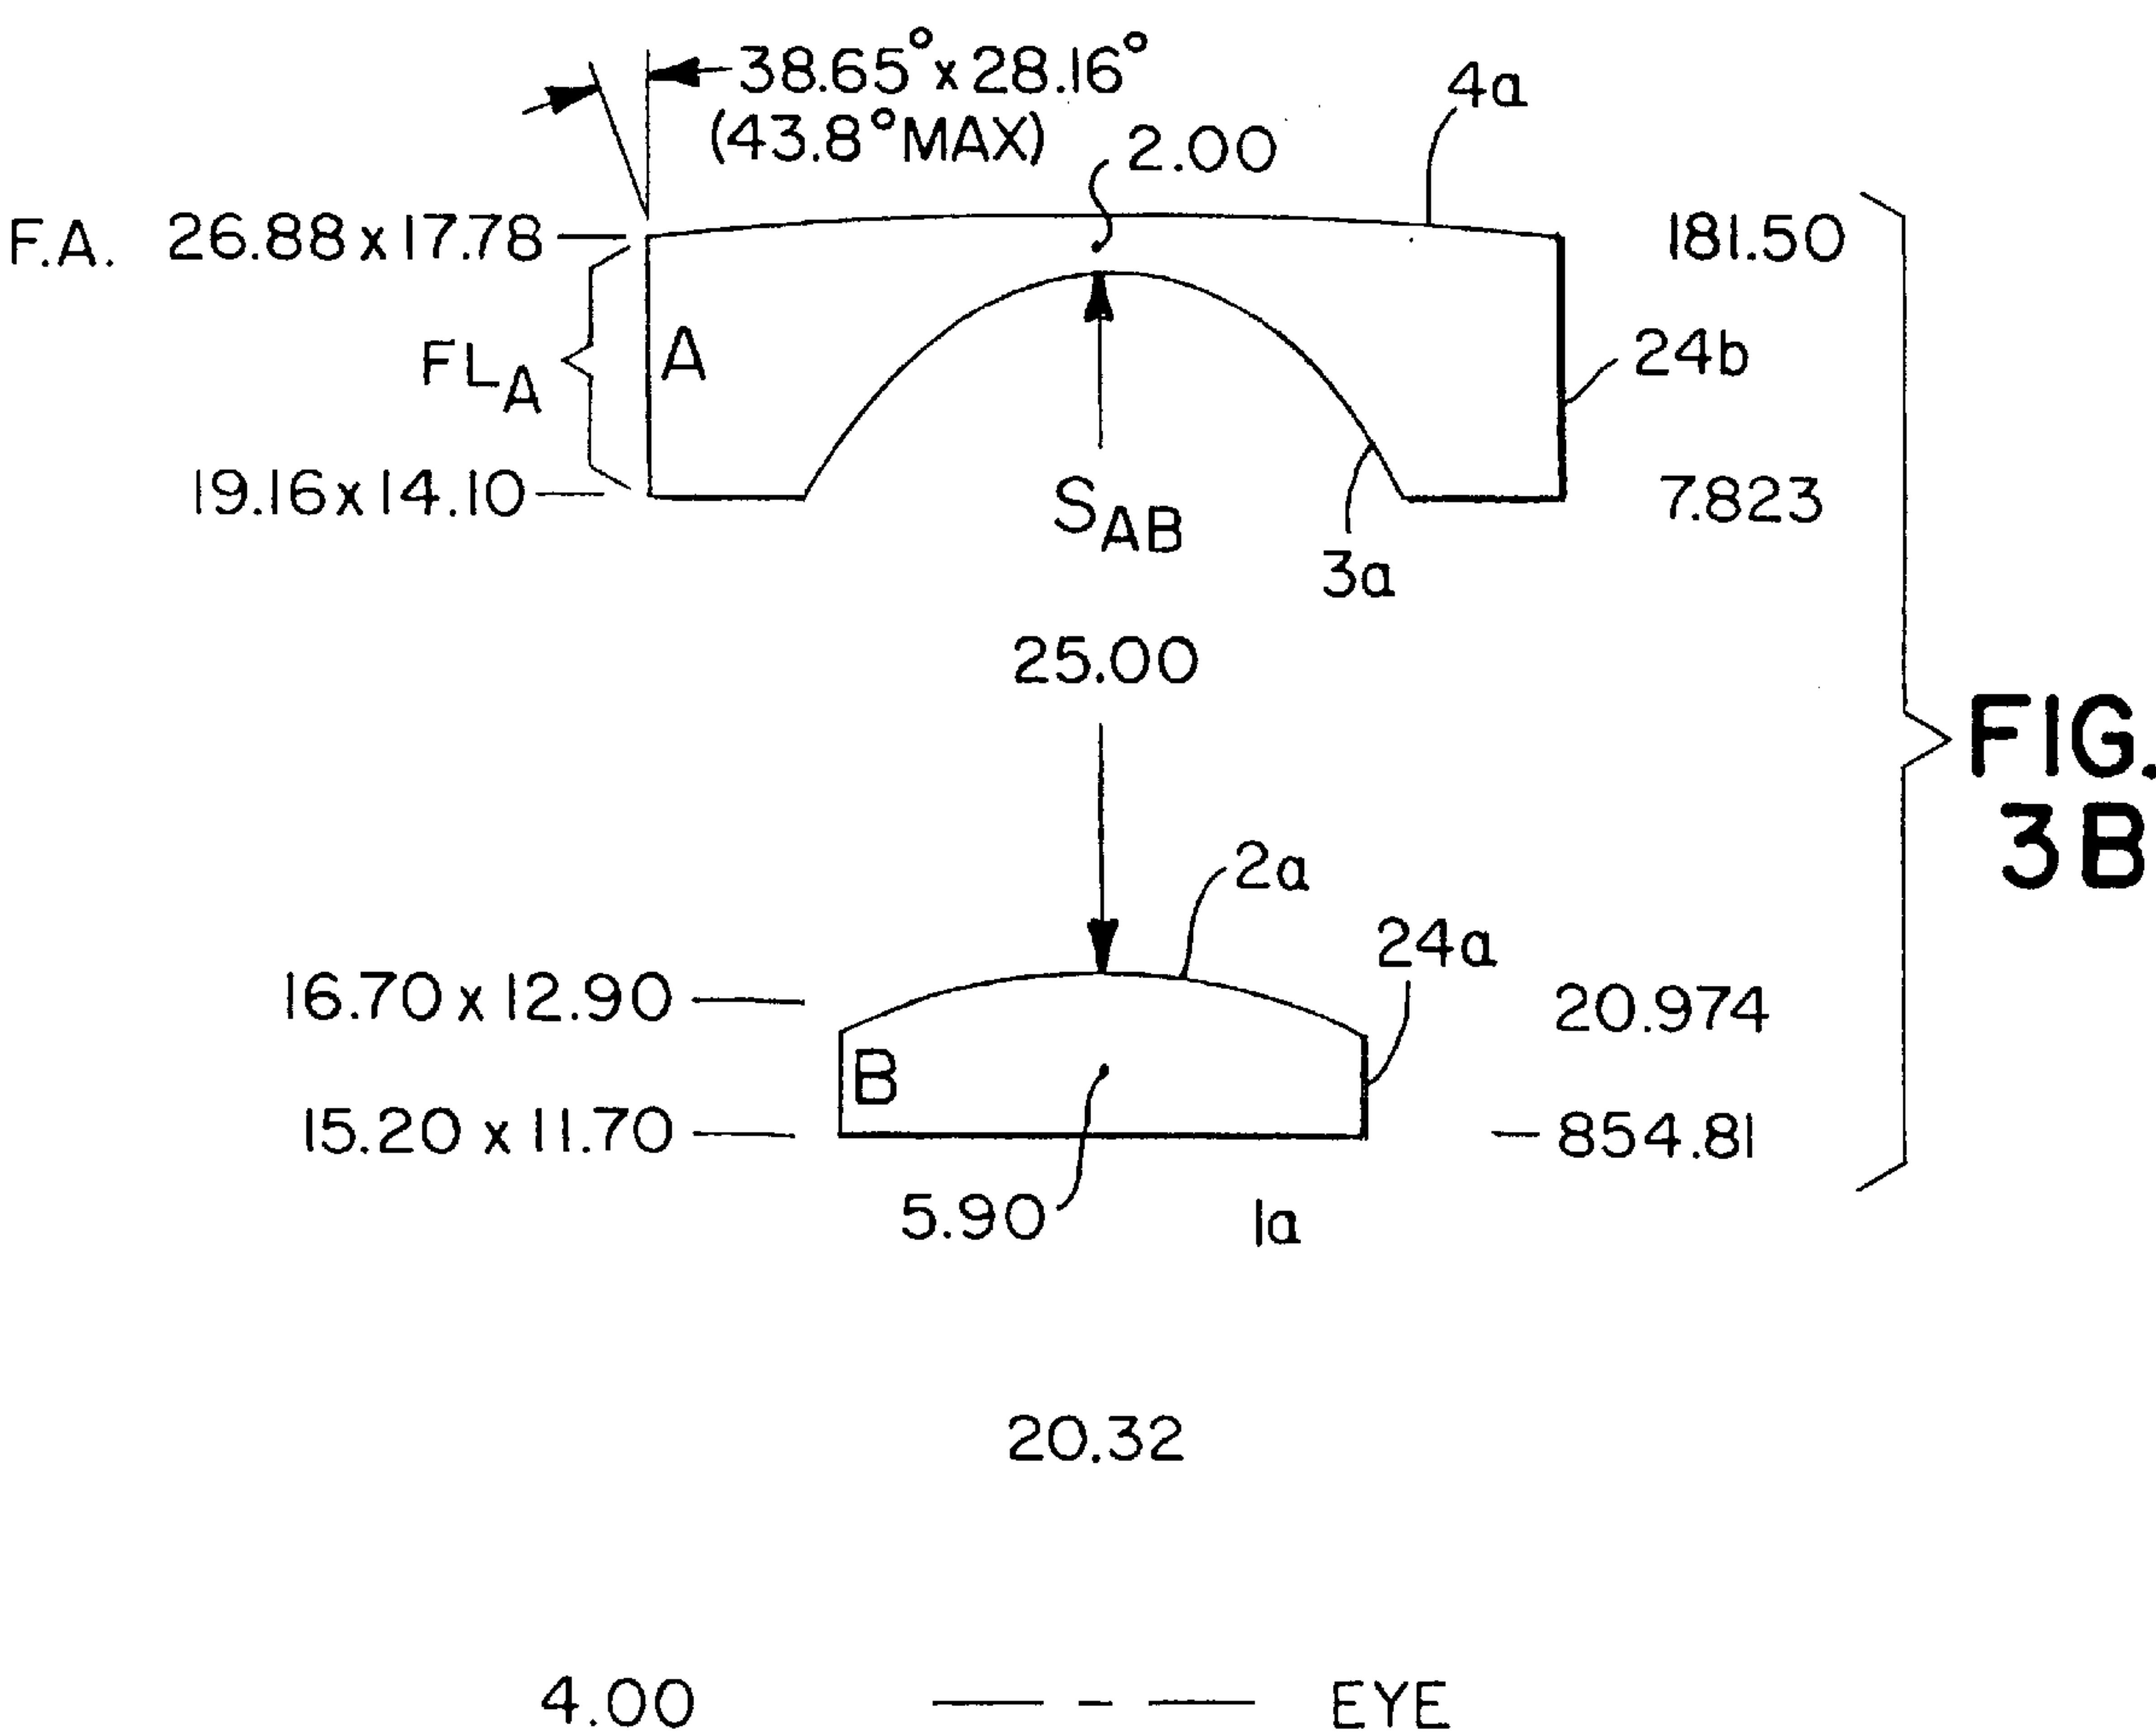 38.65° x 28.16°
(43.8° MAX)
4a
2.00
F.A. 26.88 x 17.78
181.50
FLA
A
24b
19.16 x 14.10
SAB
7.823
3a
25.00
FIG.
3B
2a
24a
16.70 x 12.90
20.974
B
15.20 x 11.70
-854.81
5.90
1a
20.32
4.00
EYE